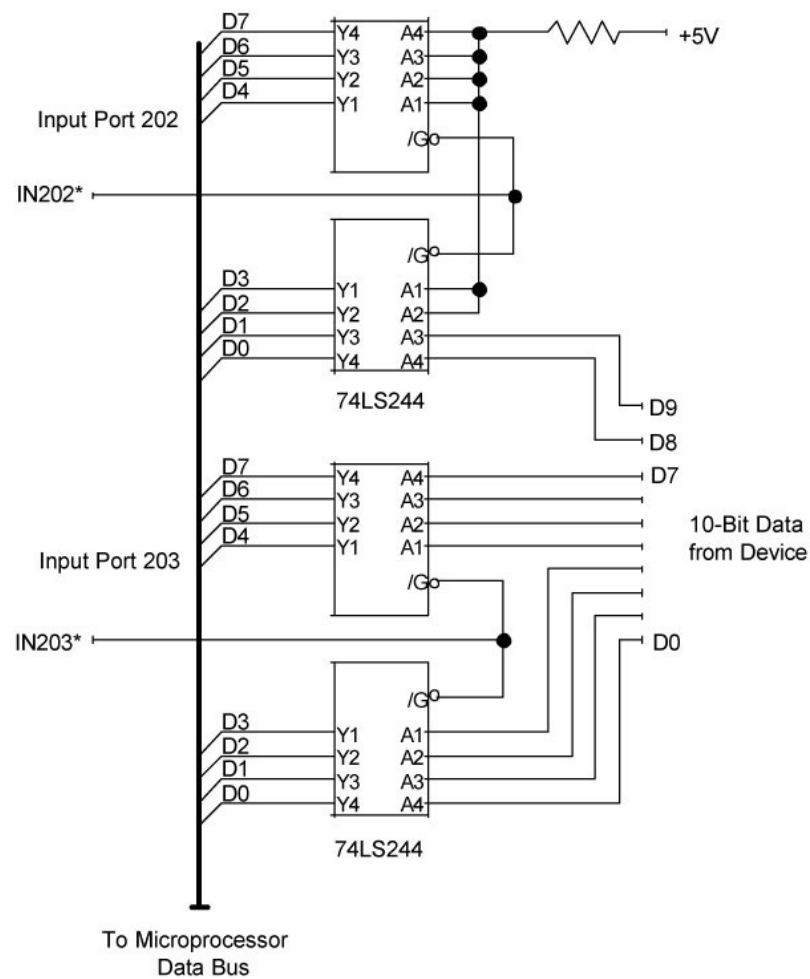 D7 Y4 A4 +5V
D6 Y3 A3
D5 Y2 A2
D4 Y1 A1
Input Port 202
/G
IN202*
/G
D3 Y1 A1
D2 Y2 A2
D1 Y3 A3
D0 Y4 A4
74LS244
D9
D8
D7 Y4 A4 D7
D6 Y3 A3
D5 Y2 A2
D4 Y1 A1
10-Bit Data
from Device
Input Port 203
/G
IN203*
D0
/G
D3 Y1 A1
D2 Y2 A2
D1 Y3 A3
D0 Y4 A4
74LS244
To Microprocessor
Data Bus